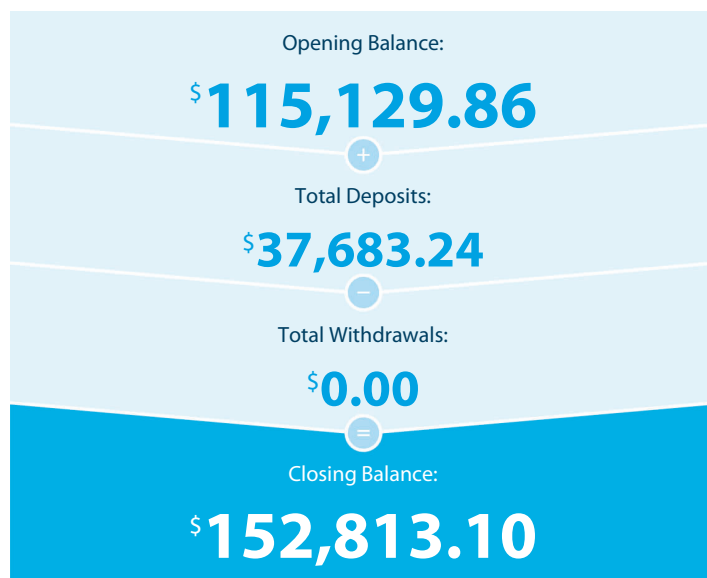 Opening Balance:
$115,129.86
+
Total Deposits:
$37,683.24
−
Total Withdrawals:
$0.00
=
Closing Balance:
$152,813.10